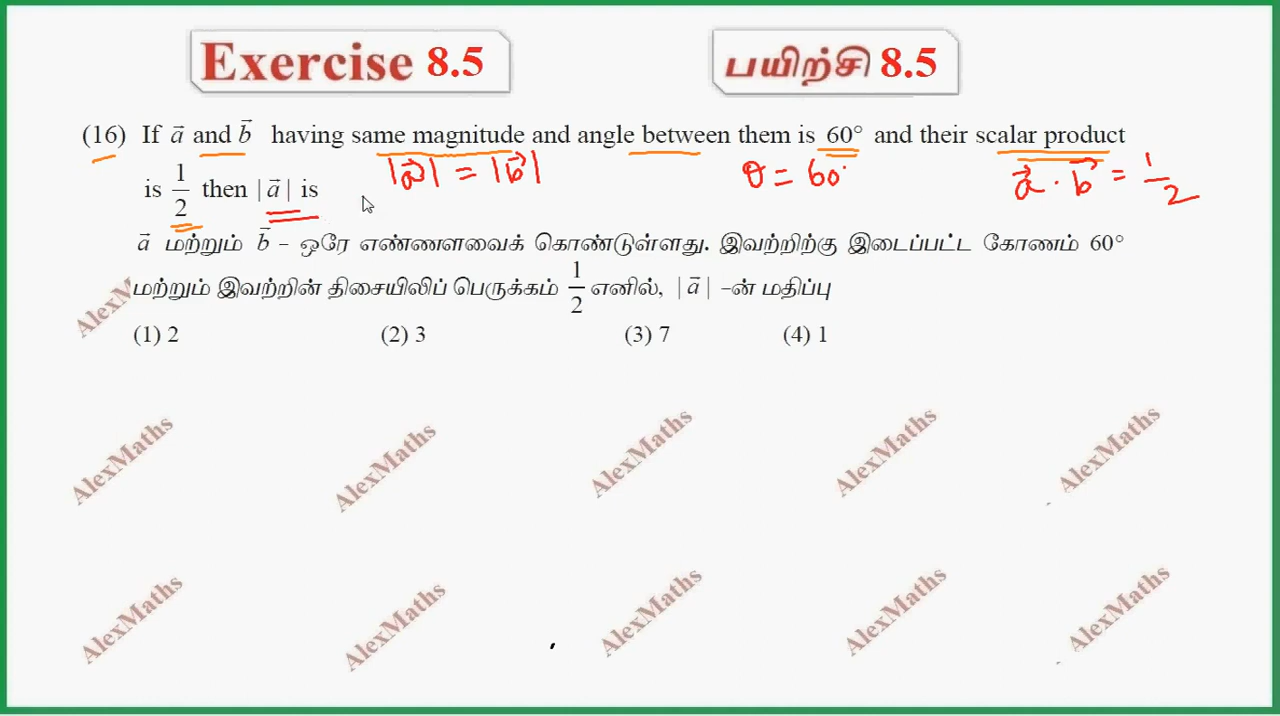 Exercise 8.5
பயிற்சி 8.5
(16) If a⃗ and b⃗ having same magnitude and angle between them is 60° and their scalar product
|a⃗| = |b⃗|
θ = 60°
a⃗ · b⃗ = 1/2
is 1/2 then |a⃗| is
a⃗ மற்றும் b⃗ – ஒரே எண்ணளவைக் கொண்டுள்ளது. இவற்றிற்கு இடைப்பட்ட கோணம் 60°
மற்றும் இவற்றின் திசையிலிப் பெருக்கம் 1/2 எனில், |a⃗| –ன் மதிப்பு
(1) 2 (2) 3 (3) 7 (4) 1
AlexMaths
AlexMaths AlexMaths AlexMaths AlexMaths AlexMaths
AlexMaths AlexMaths AlexMaths AlexMaths AlexMaths